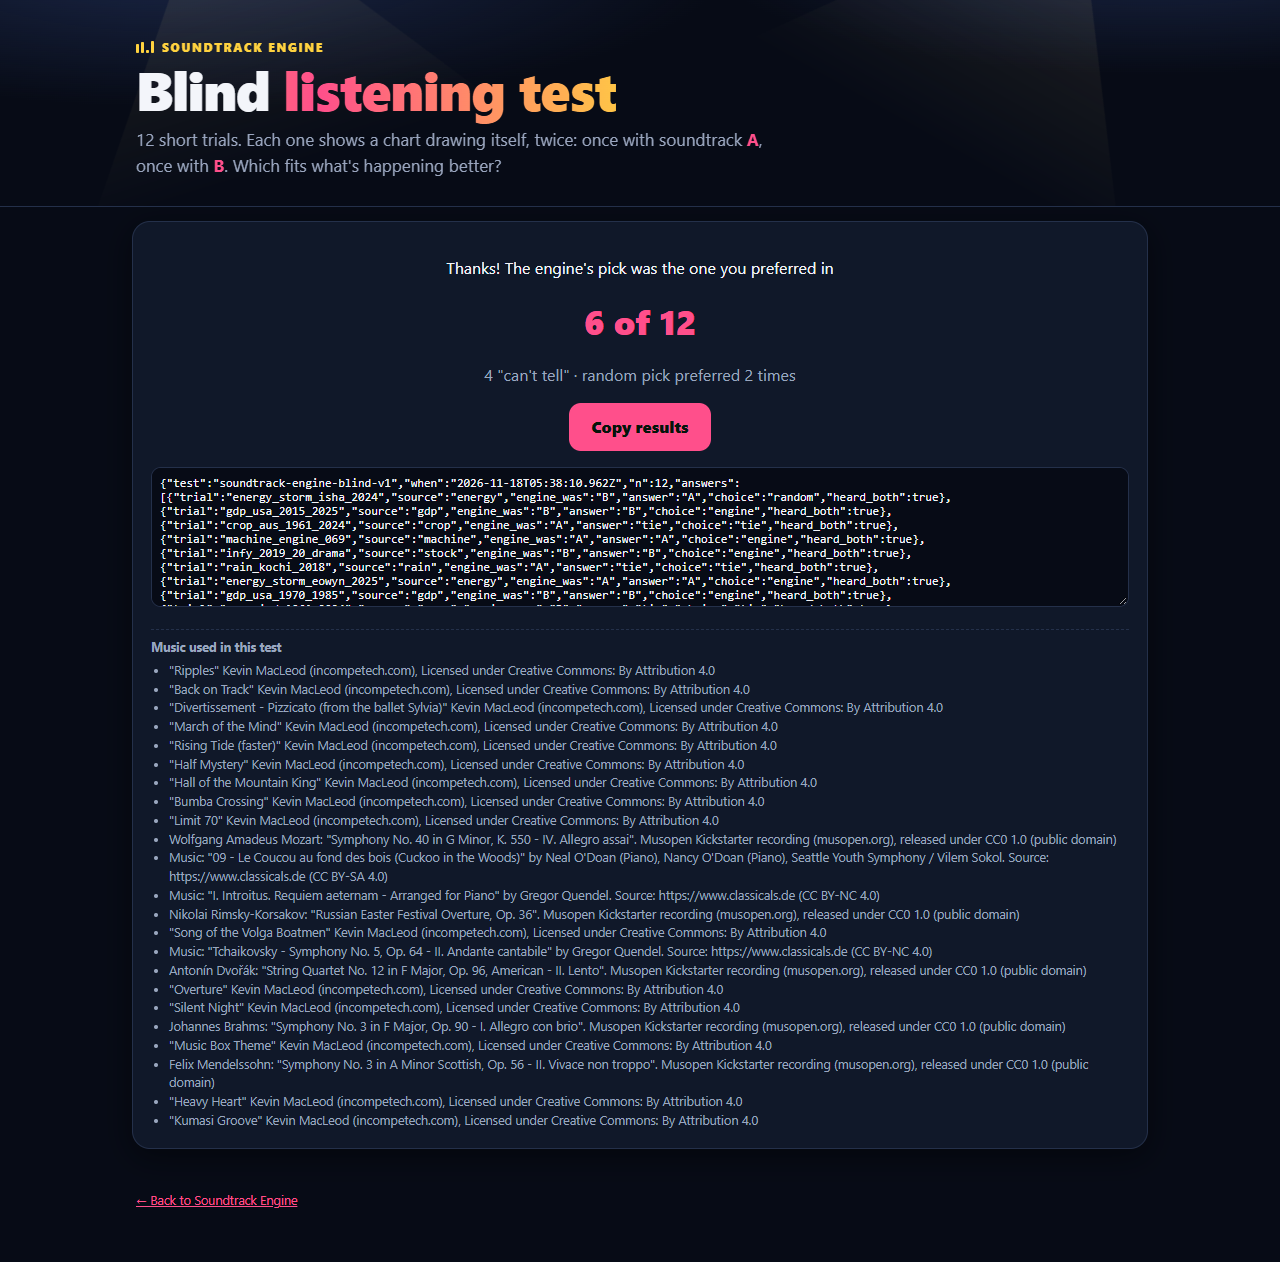 SOUNDTRACK ENGINE
Blind listening test
12 short trials. Each one shows a chart drawing itself, twice: once with soundtrack A,
once with B. Which fits what's happening better?
Thanks! The engine's pick was the one you preferred in
6 of 12
4 "can't tell" · random pick preferred 2 times
Copy results
{"test":"soundtrack-engine-blind-v1","when":"2026-11-18T05:38:10.962Z","n":12,"answers":
[{"trial":"energy_storm_isha_2024","source":"energy","engine_was":"B","answer":"A","choice":"random","heard_both":true},
{"trial":"gdp_usa_2015_2025","source":"gdp","engine_was":"B","answer":"B","choice":"engine","heard_both":true},
{"trial":"crop_aus_1961_2024","source":"crop","engine_was":"A","answer":"tie","choice":"tie","heard_both":true},
{"trial":"machine_engine_069","source":"machine","engine_was":"A","answer":"A","choice":"engine","heard_both":true},
{"trial":"infy_2019_20_drama","source":"stock","engine_was":"B","answer":"B","choice":"engine","heard_both":true},
{"trial":"rain_kochi_2018","source":"rain","engine_was":"A","answer":"tie","choice":"tie","heard_both":true},
{"trial":"energy_storm_eowyn_2025","source":"energy","engine_was":"A","answer":"A","choice":"engine","heard_both":true},
{"trial":"gdp_usa_1970_1985","source":"gdp","engine_was":"B","answer":"B","choice":"engine","heard_both":true},
Music used in this test
• "Ripples" Kevin MacLeod (incompetech.com), Licensed under Creative Commons: By Attribution 4.0
• "Back on Track" Kevin MacLeod (incompetech.com), Licensed under Creative Commons: By Attribution 4.0
• "Divertissement - Pizzicato (from the ballet Sylvia)" Kevin MacLeod (incompetech.com), Licensed under Creative Commons: By Attribution 4.0
• "March of the Mind" Kevin MacLeod (incompetech.com), Licensed under Creative Commons: By Attribution 4.0
• "Rising Tide (faster)" Kevin MacLeod (incompetech.com), Licensed under Creative Commons: By Attribution 4.0
• "Half Mystery" Kevin MacLeod (incompetech.com), Licensed under Creative Commons: By Attribution 4.0
• "Hall of the Mountain King" Kevin MacLeod (incompetech.com), Licensed under Creative Commons: By Attribution 4.0
• "Bumba Crossing" Kevin MacLeod (incompetech.com), Licensed under Creative Commons: By Attribution 4.0
• "Limit 70" Kevin MacLeod (incompetech.com), Licensed under Creative Commons: By Attribution 4.0
• Wolfgang Amadeus Mozart: "Symphony No. 40 in G Minor, K. 550 - IV. Allegro assai". Musopen Kickstarter recording (musopen.org), released under CC0 1.0 (public domain)
• Music: "09 - Le Coucou au fond des bois (Cuckoo in the Woods)" by Neal O'Doan (Piano), Nancy O'Doan (Piano), Seattle Youth Symphony / Vilem Sokol. Source:
https://www.classicals.de (CC BY-SA 4.0)
• Music: "I. Introitus. Requiem aeternam - Arranged for Piano" by Gregor Quendel. Source: https://www.classicals.de (CC BY-NC 4.0)
• Nikolai Rimsky-Korsakov: "Russian Easter Festival Overture, Op. 36". Musopen Kickstarter recording (musopen.org), released under CC0 1.0 (public domain)
• "Song of the Volga Boatmen" Kevin MacLeod (incompetech.com), Licensed under Creative Commons: By Attribution 4.0
• Music: "Tchaikovsky - Symphony No. 5, Op. 64 - II. Andante cantabile" by Gregor Quendel. Source: https://www.classicals.de (CC BY-NC 4.0)
• Antonín Dvořák: "String Quartet No. 12 in F Major, Op. 96, American - II. Lento". Musopen Kickstarter recording (musopen.org), released under CC0 1.0 (public domain)
• "Overture" Kevin MacLeod (incompetech.com), Licensed under Creative Commons: By Attribution 4.0
• "Silent Night" Kevin MacLeod (incompetech.com), Licensed under Creative Commons: By Attribution 4.0
• Johannes Brahms: "Symphony No. 3 in F Major, Op. 90 - I. Allegro con brio". Musopen Kickstarter recording (musopen.org), released under CC0 1.0 (public domain)
• "Music Box Theme" Kevin MacLeod (incompetech.com), Licensed under Creative Commons: By Attribution 4.0
• Felix Mendelssohn: "Symphony No. 3 in A Minor Scottish, Op. 56 - II. Vivace non troppo". Musopen Kickstarter recording (musopen.org), released under CC0 1.0 (public
domain)
• "Heavy Heart" Kevin MacLeod (incompetech.com), Licensed under Creative Commons: By Attribution 4.0
• "Kumasi Groove" Kevin MacLeod (incompetech.com), Licensed under Creative Commons: By Attribution 4.0
← Back to Soundtrack Engine